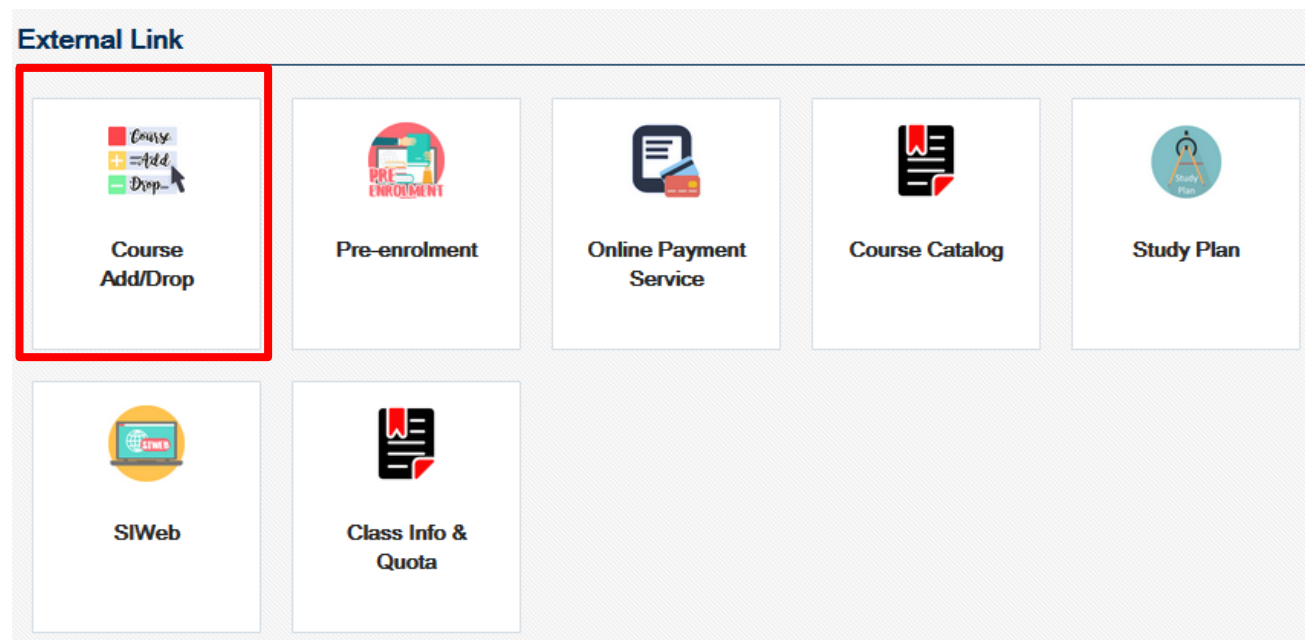 External Link
Course
Add
Drop
Course
Add/Drop
PRE-
ENROLMENT
Pre-enrolment
Online Payment
Service
Course Catalog
Study
Plan
Study Plan
SIWEB
SIWeb
Class Info &
Quota